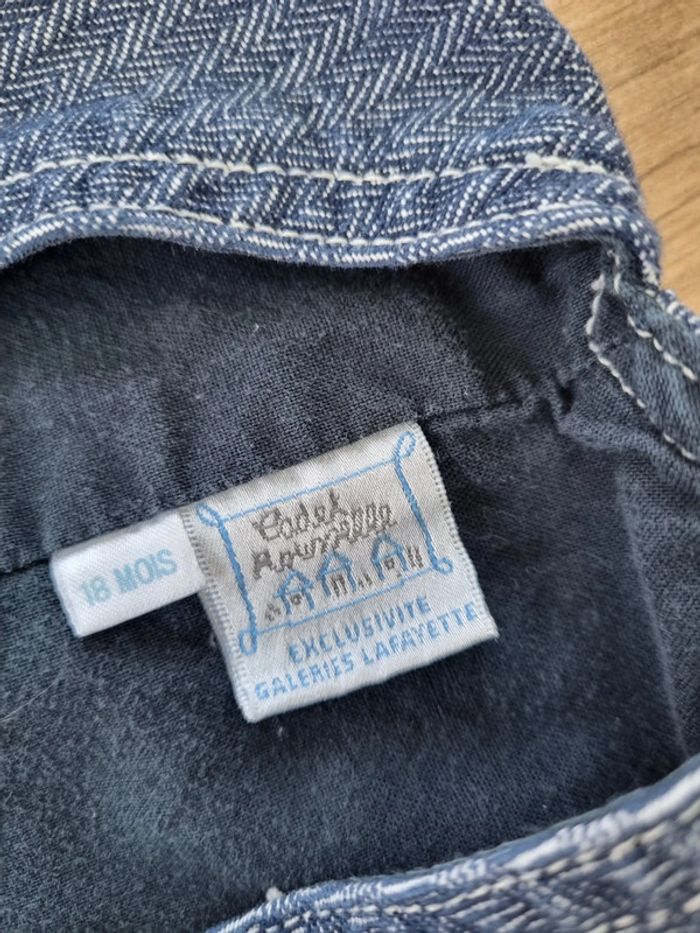 18 MOIS
Cadet
Rousselle
EXCLUSIVITE
GALERIES LAFAYETTE